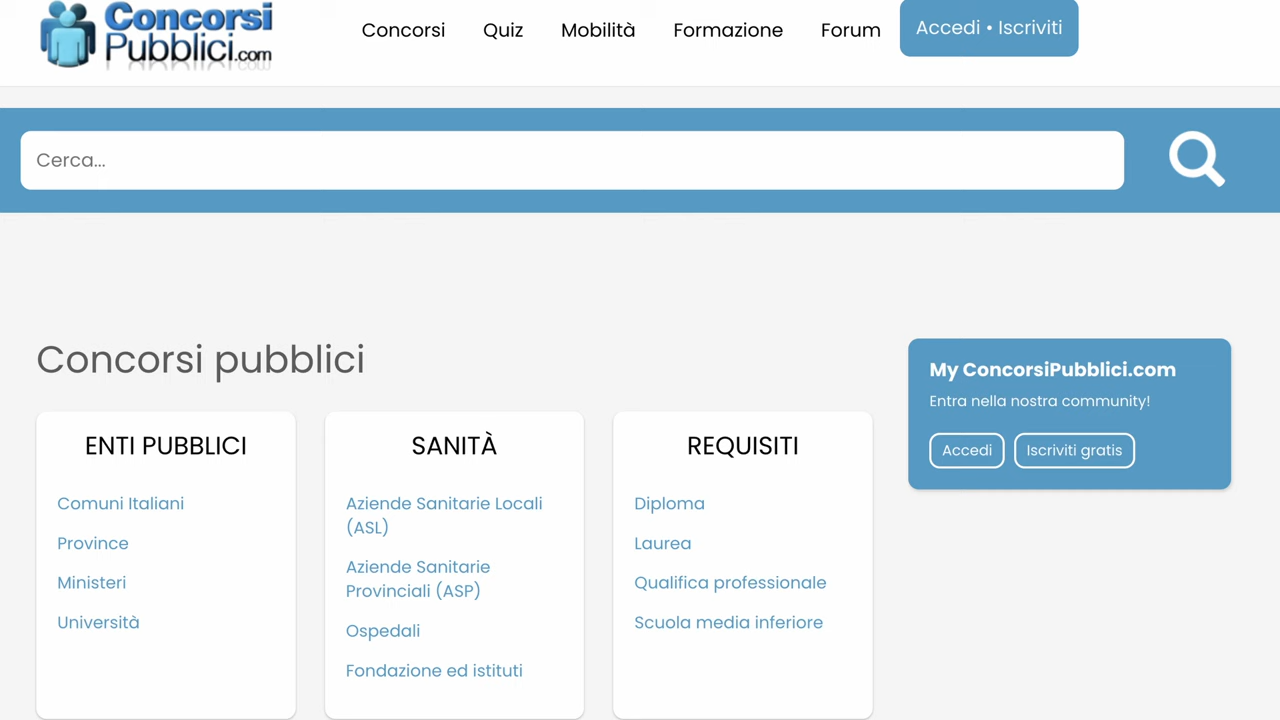 Concorsi
Pubblici.com
Concorsi
Quiz
Mobilità
Formazione
Forum
Accedi • Iscriviti
Cerca...
Concorsi pubblici
ENTI PUBBLICI
Comuni Italiani
Province
Ministeri
Università
SANITÀ
Aziende Sanitarie Locali
(ASL)
Aziende Sanitarie
Provinciali (ASP)
Ospedali
Fondazione ed istituti
REQUISITI
Diploma
Laurea
Qualifica professionale
Scuola media inferiore
My ConcorsiPubblici.com
Entra nella nostra community!
Accedi
Iscriviti gratis